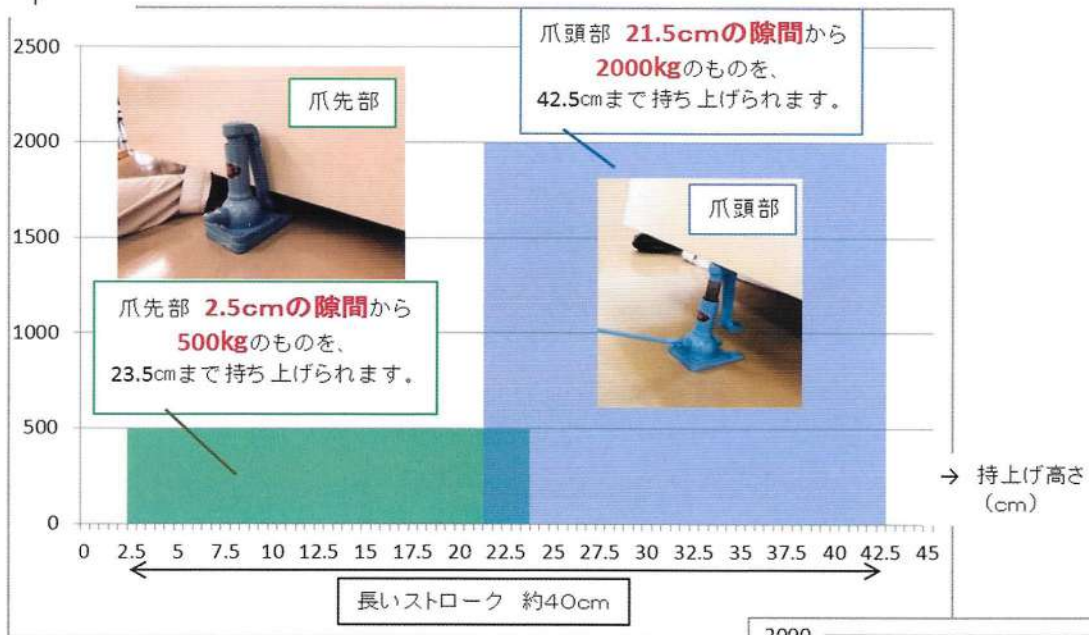 2500
2000
1500
1000
500
0
爪先部
爪頭部 21.5cmの隙間から
2000kgのものを、
42.5cmまで持ち上げられます。
爪頭部
爪先部 2.5cmの隙間から
500kgのものを、
23.5cmまで持ち上げられます。
→ 持上げ高さ
(cm)
0 2.5 5 7.5 10 12.5 15 17.5 20 22.5 25 27.5 30 32.5 35 37.5 40 42.5 45
長いストローク 約40cm